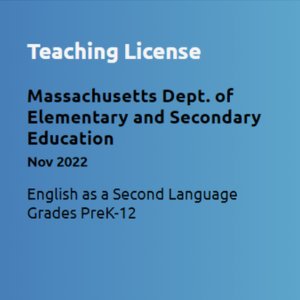 Teaching License
Massachusetts Dept. of
Elementary and Secondary
Education
Nov 2022
English as a Second Language
Grades PreK-12